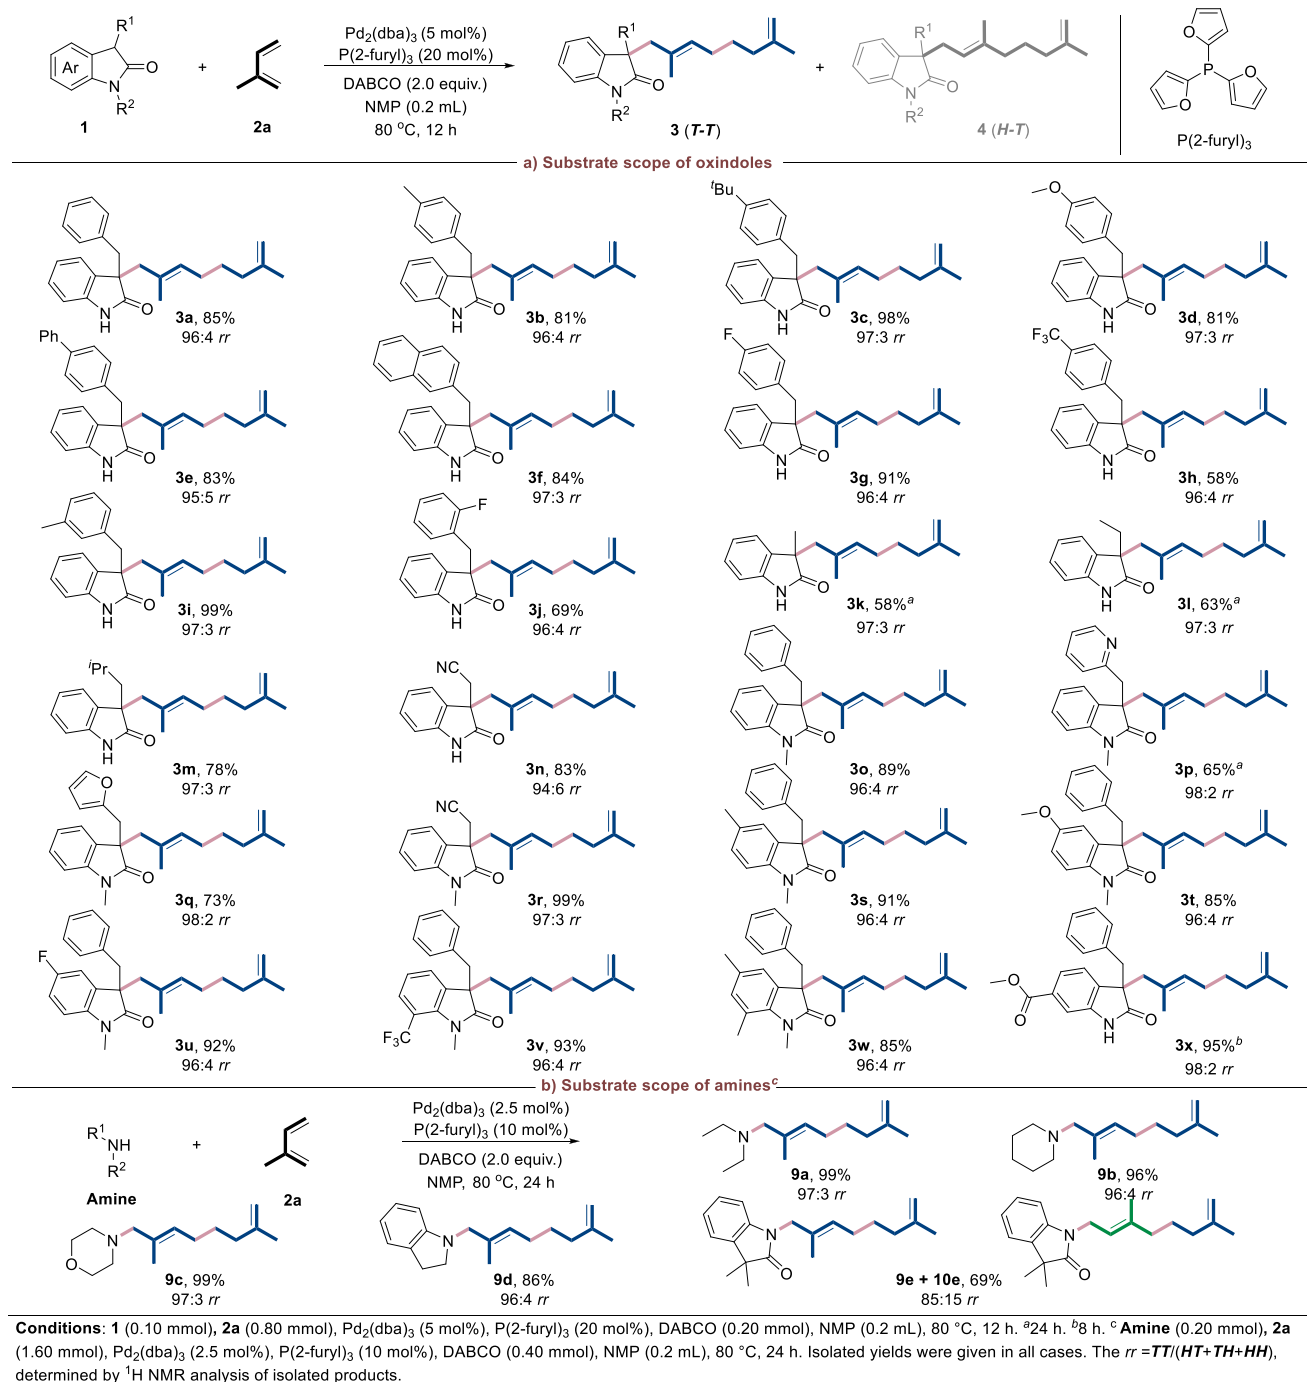 Pd2(dba)3 (5 mol%)
P(2-furyl)3 (20 mol%)
DABCO (2.0 equiv.)
NMP (0.2 mL)
80 °C, 12 h
R1
Ar
O
N
R2
1
+
2a
R1
O
N
R2
3 (T-T)
+
R1
O
N
R2
4 (H-T)
O
P
O
O
P(2-furyl)3
a) Substrate scope of oxindoles
O
N
H
3a, 85%
96:4 rr
O
N
H
3b, 81%
96:4 rr
tBu
O
N
H
3c, 98%
97:3 rr
O
O
N
H
3d, 81%
97:3 rr
Ph
O
N
H
3e, 83%
95:5 rr
O
N
H
3f, 84%
97:3 rr
F
O
N
H
3g, 91%
96:4 rr
F3C
O
N
H
3h, 58%
96:4 rr
O
N
H
3i, 99%
97:3 rr
F
O
N
H
3j, 69%
96:4 rr
O
N
H
3k, 58%a
97:3 rr
O
N
H
3l, 63%a
97:3 rr
iPr
O
N
H
3m, 78%
97:3 rr
NC
O
N
H
3n, 83%
94:6 rr
O
N
3o, 89%
96:4 rr
N
O
N
3p, 65%a
98:2 rr
O
O
N
3q, 73%
98:2 rr
NC
O
N
3r, 99%
97:3 rr
O
N
3s, 91%
96:4 rr
O
O
N
3t, 85%
96:4 rr
F
O
N
3u, 92%
96:4 rr
F3C
O
N
3v, 93%
96:4 rr
O
N
3w, 85%
96:4 rr
O
O
O
N
H
3x, 95%b
98:2 rr
b) Substrate scope of aminesc
R1
NH
R2
Amine
+
2a
Pd2(dba)3 (2.5 mol%)
P(2-furyl)3 (10 mol%)
DABCO (2.0 equiv.)
NMP, 80 °C, 24 h
N
9a, 99%
97:3 rr
N
9b, 96%
96:4 rr
N
O
9c, 99%
97:3 rr
N
9d, 86%
96:4 rr
N
O
N
O
9e + 10e, 69%
85:15 rr
Conditions: 1 (0.10 mmol), 2a (0.80 mmol), Pd2(dba)3 (5 mol%), P(2-furyl)3 (20 mol%), DABCO (0.20 mmol), NMP (0.2 mL), 80 °C, 12 h. a24 h. b8 h. c Amine (0.20 mmol), 2a
(1.60 mmol), Pd2(dba)3 (2.5 mol%), P(2-furyl)3 (10 mol%), DABCO (0.40 mmol), NMP (0.2 mL), 80 °C, 24 h. Isolated yields were given in all cases. The rr =TT/(HT+TH+HH),
determined by 1H NMR analysis of isolated products.